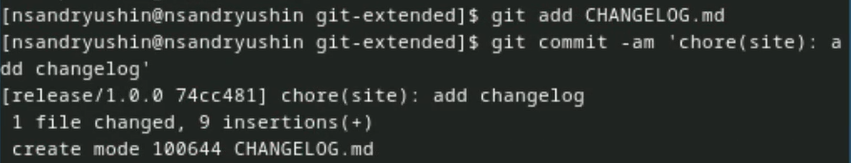 [nsandryushin@nsandryushin git-extended]$ git add CHANGELOG.md
[nsandryushin@nsandryushin git-extended]$ git commit -am 'chore(site): a
dd changelog'
[release/1.0.0 74cc481] chore(site): add changelog
 1 file changed, 9 insertions(+)
 create mode 100644 CHANGELOG.md